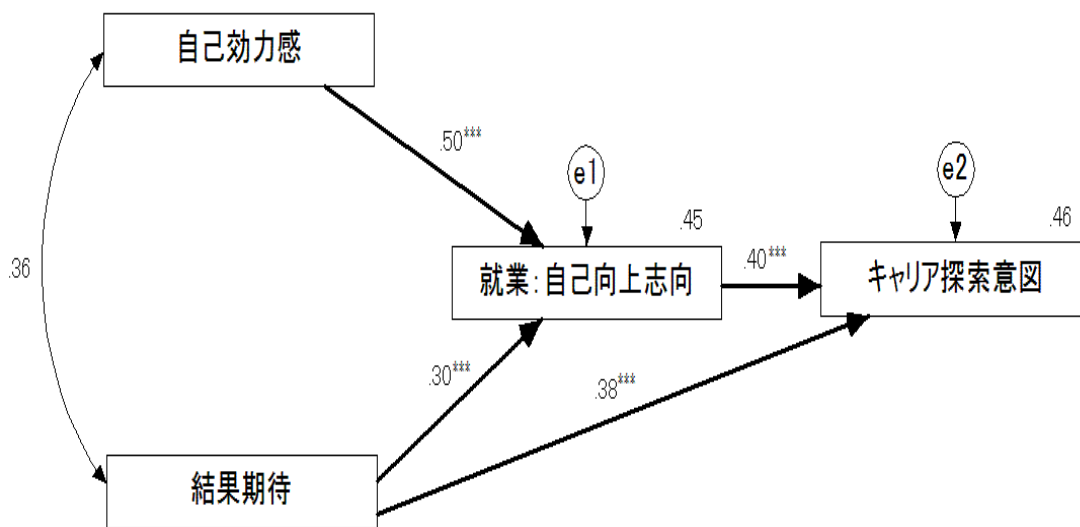 自己効力感
.50***
e1
e2
.45
.46
.36
就業:自己向上志向
.40***
キャリア探索意図
.30***
.38***
結果期待